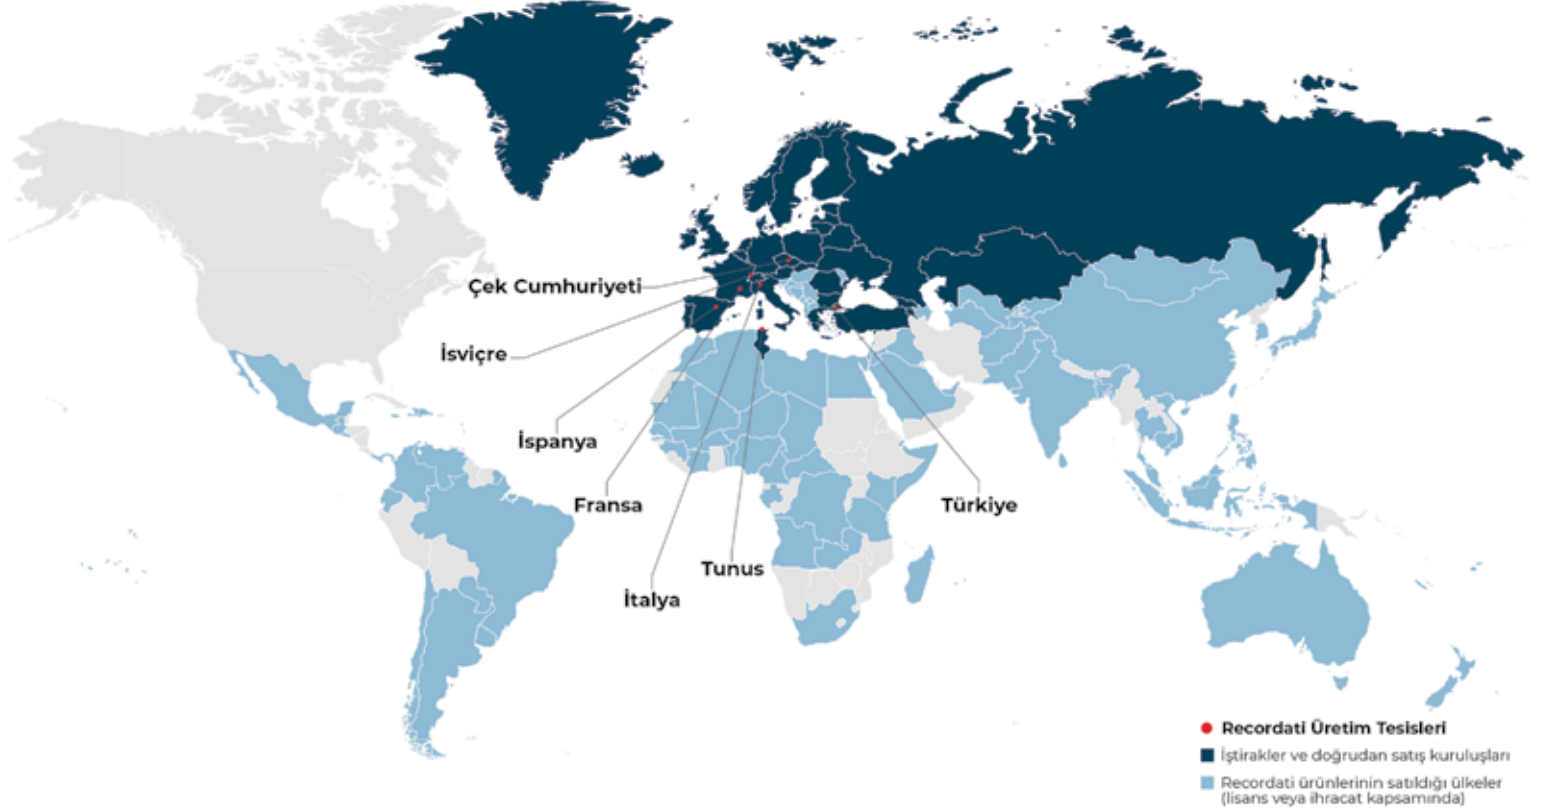 Çek Cumhuriyeti
İsviçre
İspanya
Fransa
Türkiye
Tunus
İtalya
Recordati Üretim Tesisleri
İştirakler ve doğrudan satış kuruluşları
Recordati ürünlerinin satıldığı ülkeler
(lisans veya ihracat kapsamında)